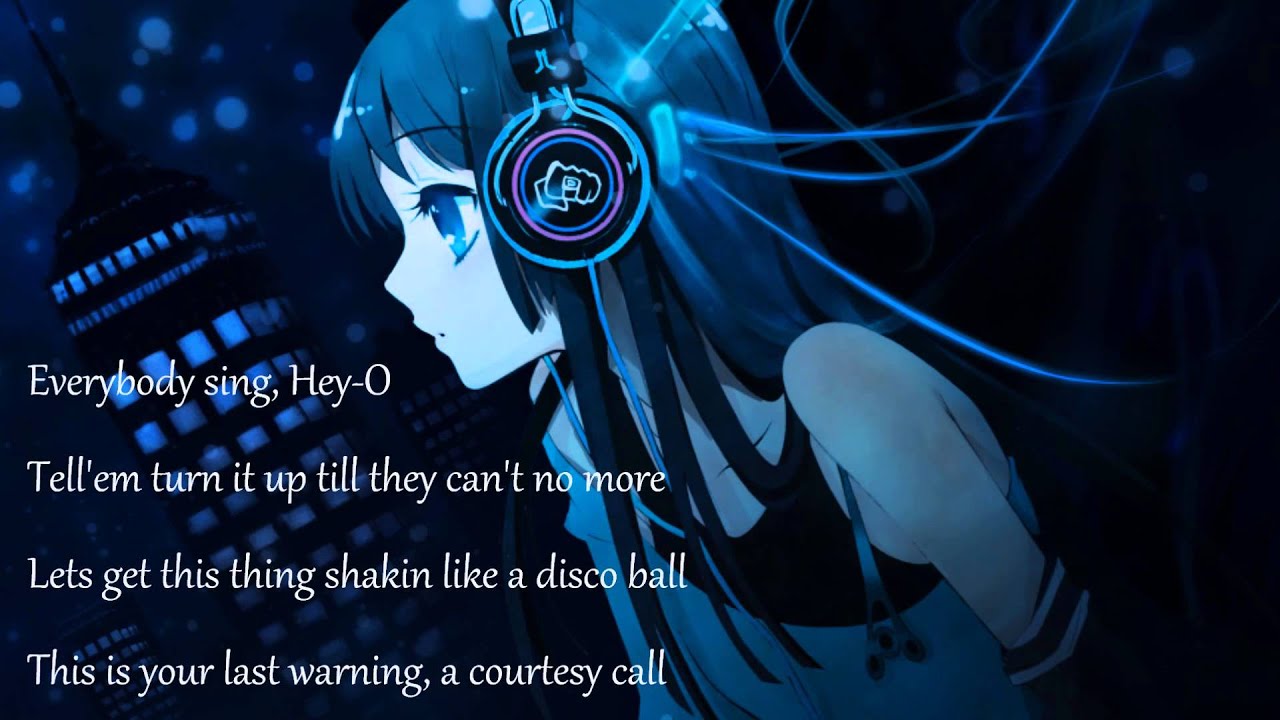 Everybody sing, Hey-O
Tell'em turn it up till they can't no more
Lets get this thing shakin like a disco ball
This is your last warning, a courtesy call